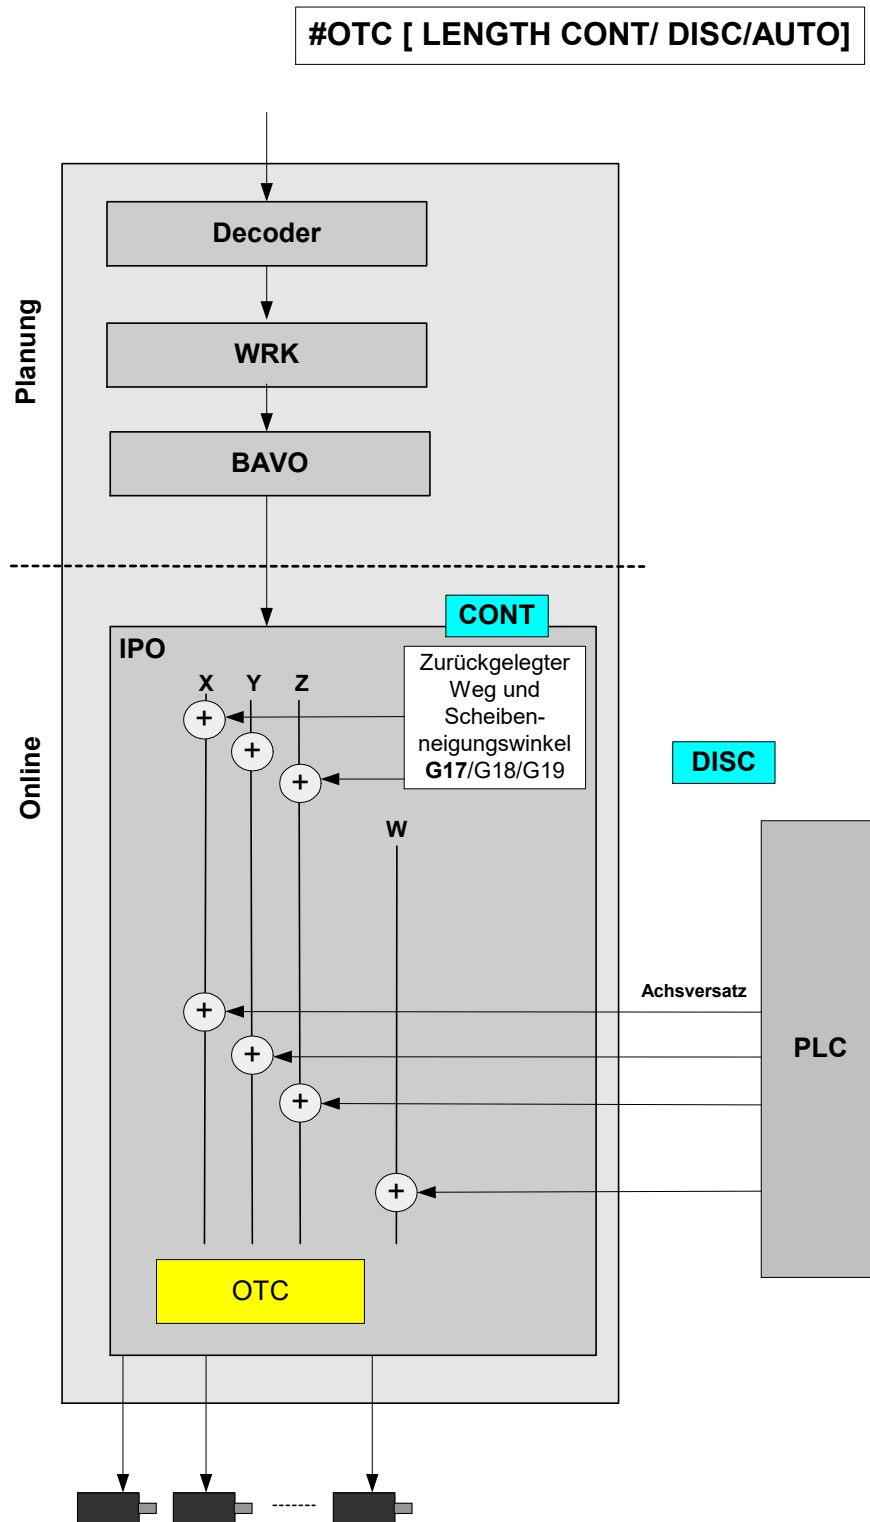 #OTC [ LENGTH CONT/ DISC/AUTO]
Planung
Decoder
WRK
BAVO
Online
CONT
IPO
Zurückgelegter
Weg und
Scheiben-
neigungswinkel
G17/G18/G19
X Y Z
+
+
+
DISC
W
Achsversatz
+
+
+
+
PLC
OTC